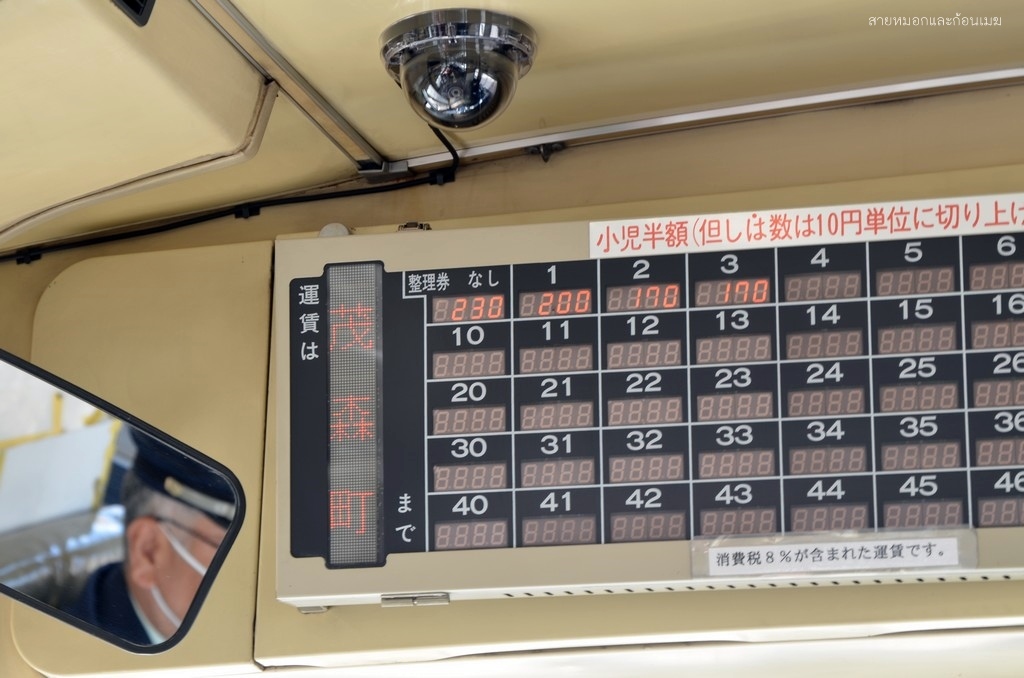 สายหมอกและก้อนเมฆ
小児半額(但しは数は10円単位に切り上げ
運賃は 茂森町 まで
整理券 なし 1 2 3 4 5 6
230 200 170 170
10 11 12 13 14 15 16
20 21 22 23 24 25 26
30 31 32 33 34 35 36
40 41 42 43 44 45 46
消費税8%が含まれた運賃です。